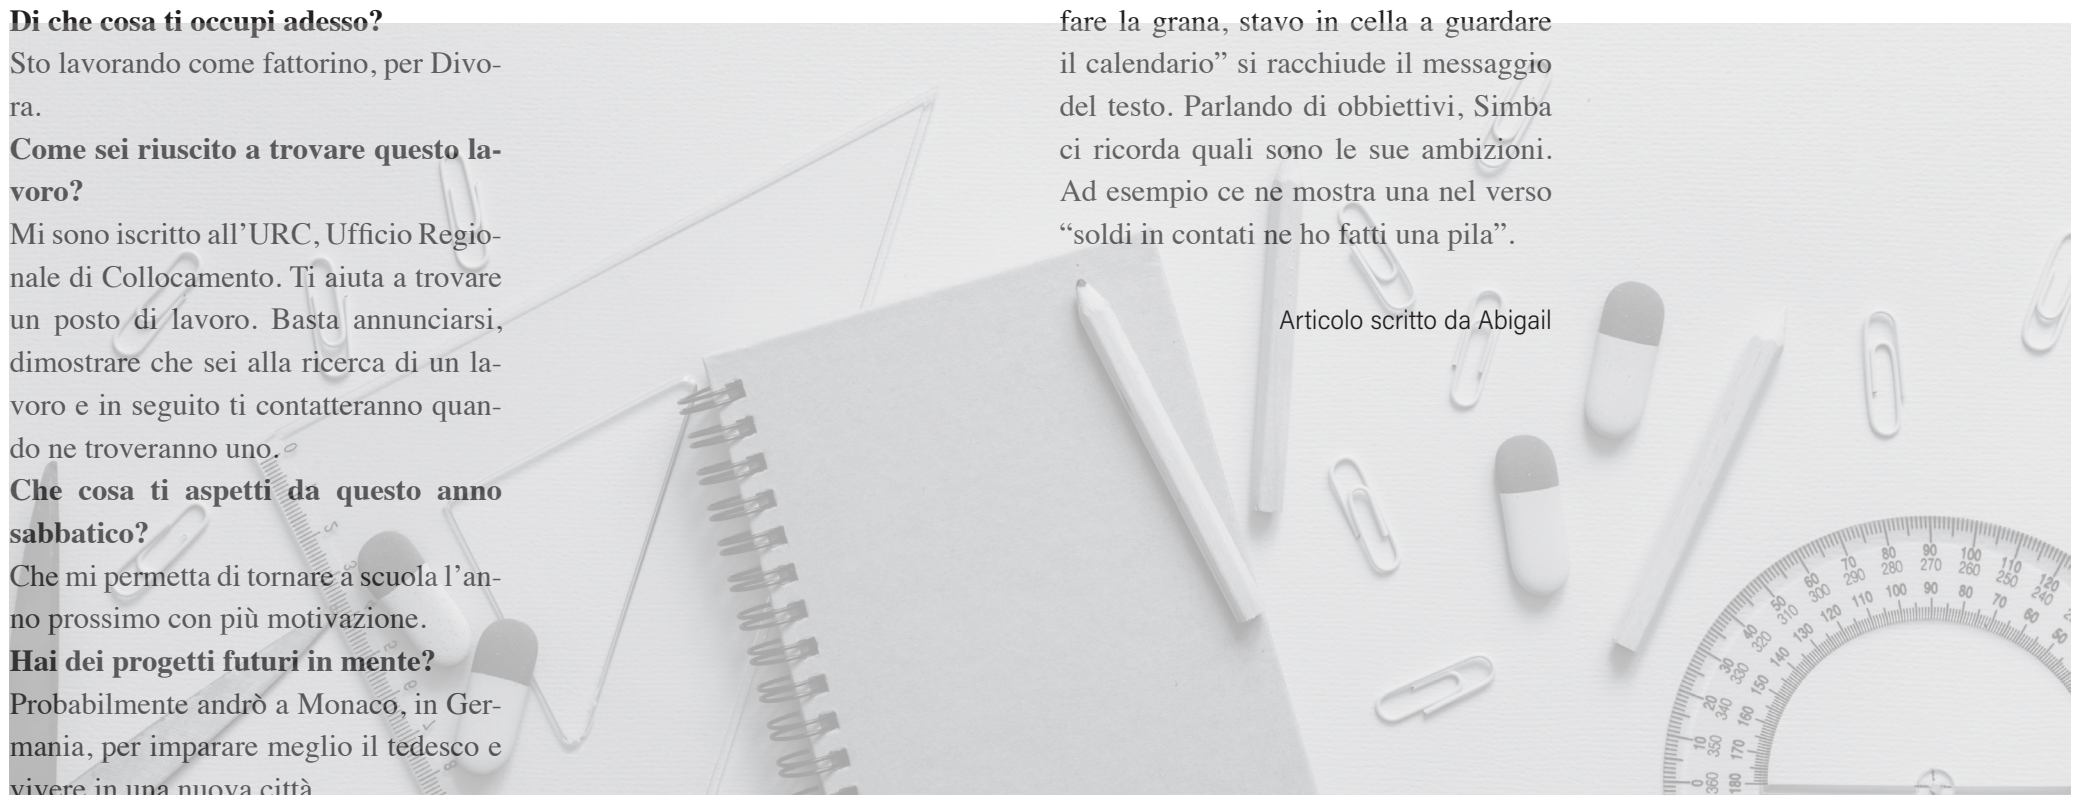 Di che cosa ti occupi adesso?
Sto lavorando come fattorino, per Divo-
ra.
Come sei riuscito a trovare questo la-
voro?
Mi sono iscritto all’URC, Ufficio Regio-
nale di Collocamento. Ti aiuta a trovare
un posto di lavoro. Basta annunciarsi,
dimostrare che sei alla ricerca di un la-
voro e in seguito ti contatteranno quan-
do ne troveranno uno.
Che cosa ti aspetti da questo anno
sabbatico?
Che mi permetta di tornare a scuola l’an-
no prossimo con più motivazione.
Hai dei progetti futuri in mente?
Probabilmente andrò a Monaco, in Ger-
mania, per imparare meglio il tedesco e
vivere in una nuova città
fare la grana, stavo in cella a guardare
il calendario” si racchiude il messaggio
del testo. Parlando di obbiettivi, Simba
ci ricorda quali sono le sue ambizioni.
Ad esempio ce ne mostra una nel verso
“soldi in contati ne ho fatti una pila”.
Articolo scritto da Abigail